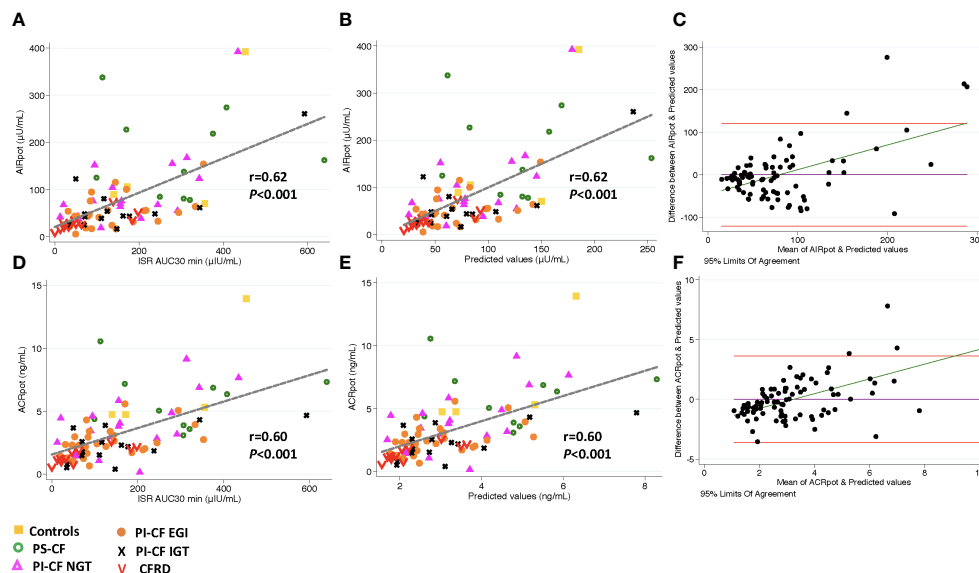 A
AIRpot (µU/mL)
400
300
200
100
0
r=0.62
P<0.001
0
200
400
600
ISR AUC30 min (µIU/mL)
B
AIRpot (µU/mL)
400
300
200
100
0
r=0.62
P<0.001
0
50
100
150
200
250
Predicted values (µU/mL)
C
Difference between AIRpot & Predicted values
300
200
100
0
-100
0
100
200
300
Mean of AIRpot & Predicted values
95% Limits Of Agreement
D
ACRpot (ng/mL)
15
10
5
0
r=0.60
P<0.001
0
200
400
600
ISR AUC30 min (µIU/mL)
E
ACRpot (ng/mL)
15
10
5
0
r=0.60
P<0.001
2
4
6
8
Predicted values (ng/mL)
F
Difference between ACRpot & Predicted values
10
5
0
-5
0
2
4
6
8
10
Mean of ACRpot & Predicted values
95% Limits Of Agreement
Controls
PS-CF
PI-CF NGT
PI-CF EGI
PI-CF IGT
CFRD